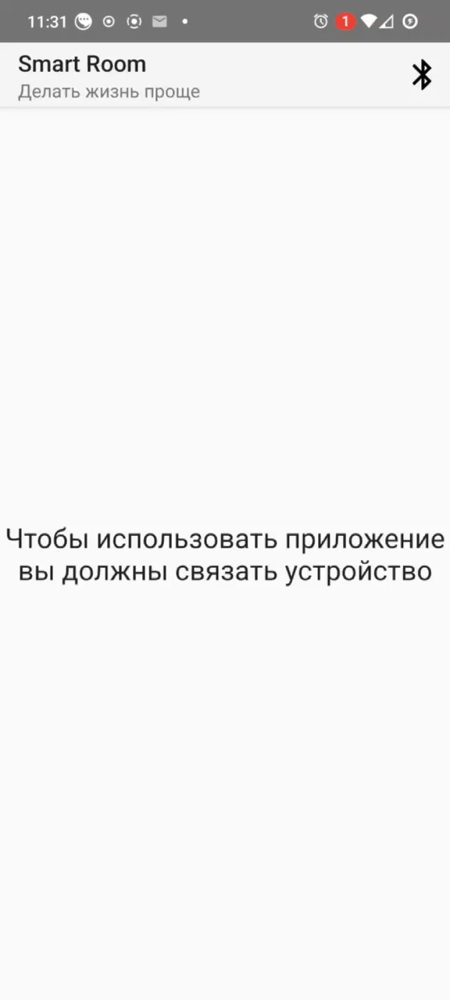 11:31
1
Smart Room
Делать жизнь проще
Чтобы использовать приложение
вы должны связать устройство